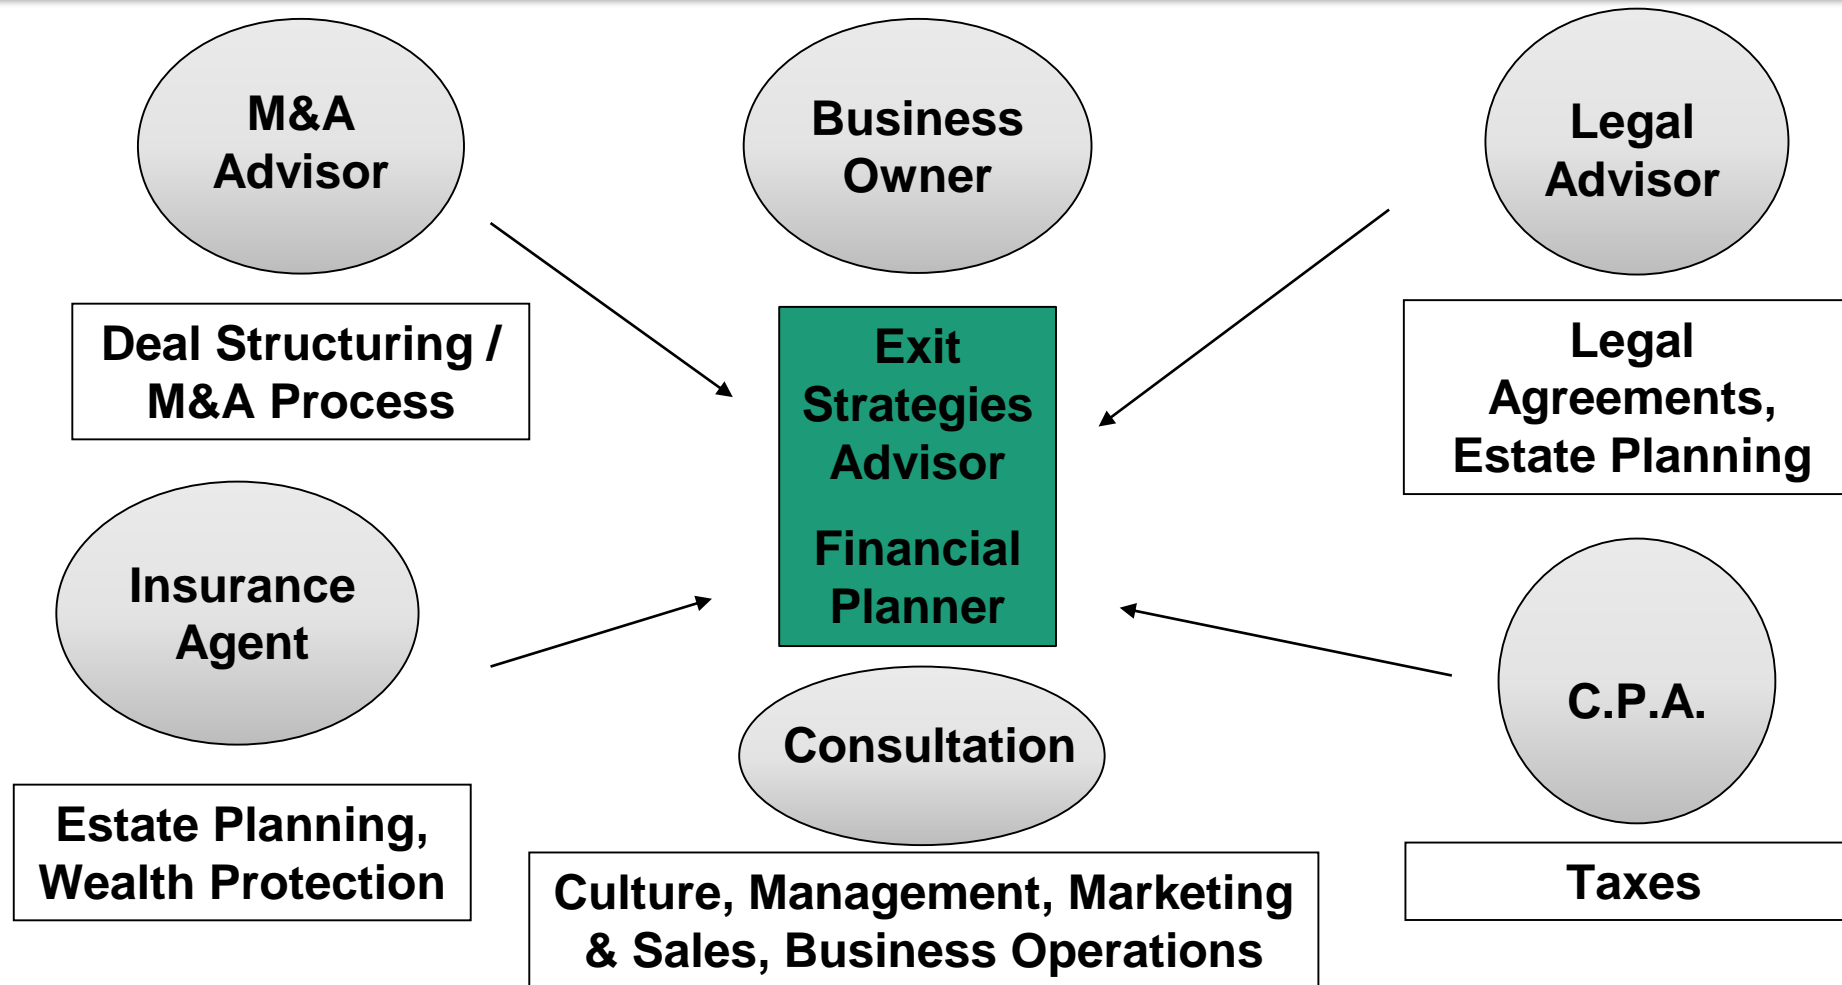 M&A
Advisor
Business
Owner
Legal
Advisor
Deal Structuring /
M&A Process
Exit
Strategies
Advisor
Financial
Planner
Legal
Agreements,
Estate Planning
Insurance
Agent
Consultation
C.P.A.
Estate Planning,
Wealth Protection
Culture, Management, Marketing
& Sales, Business Operations
Taxes